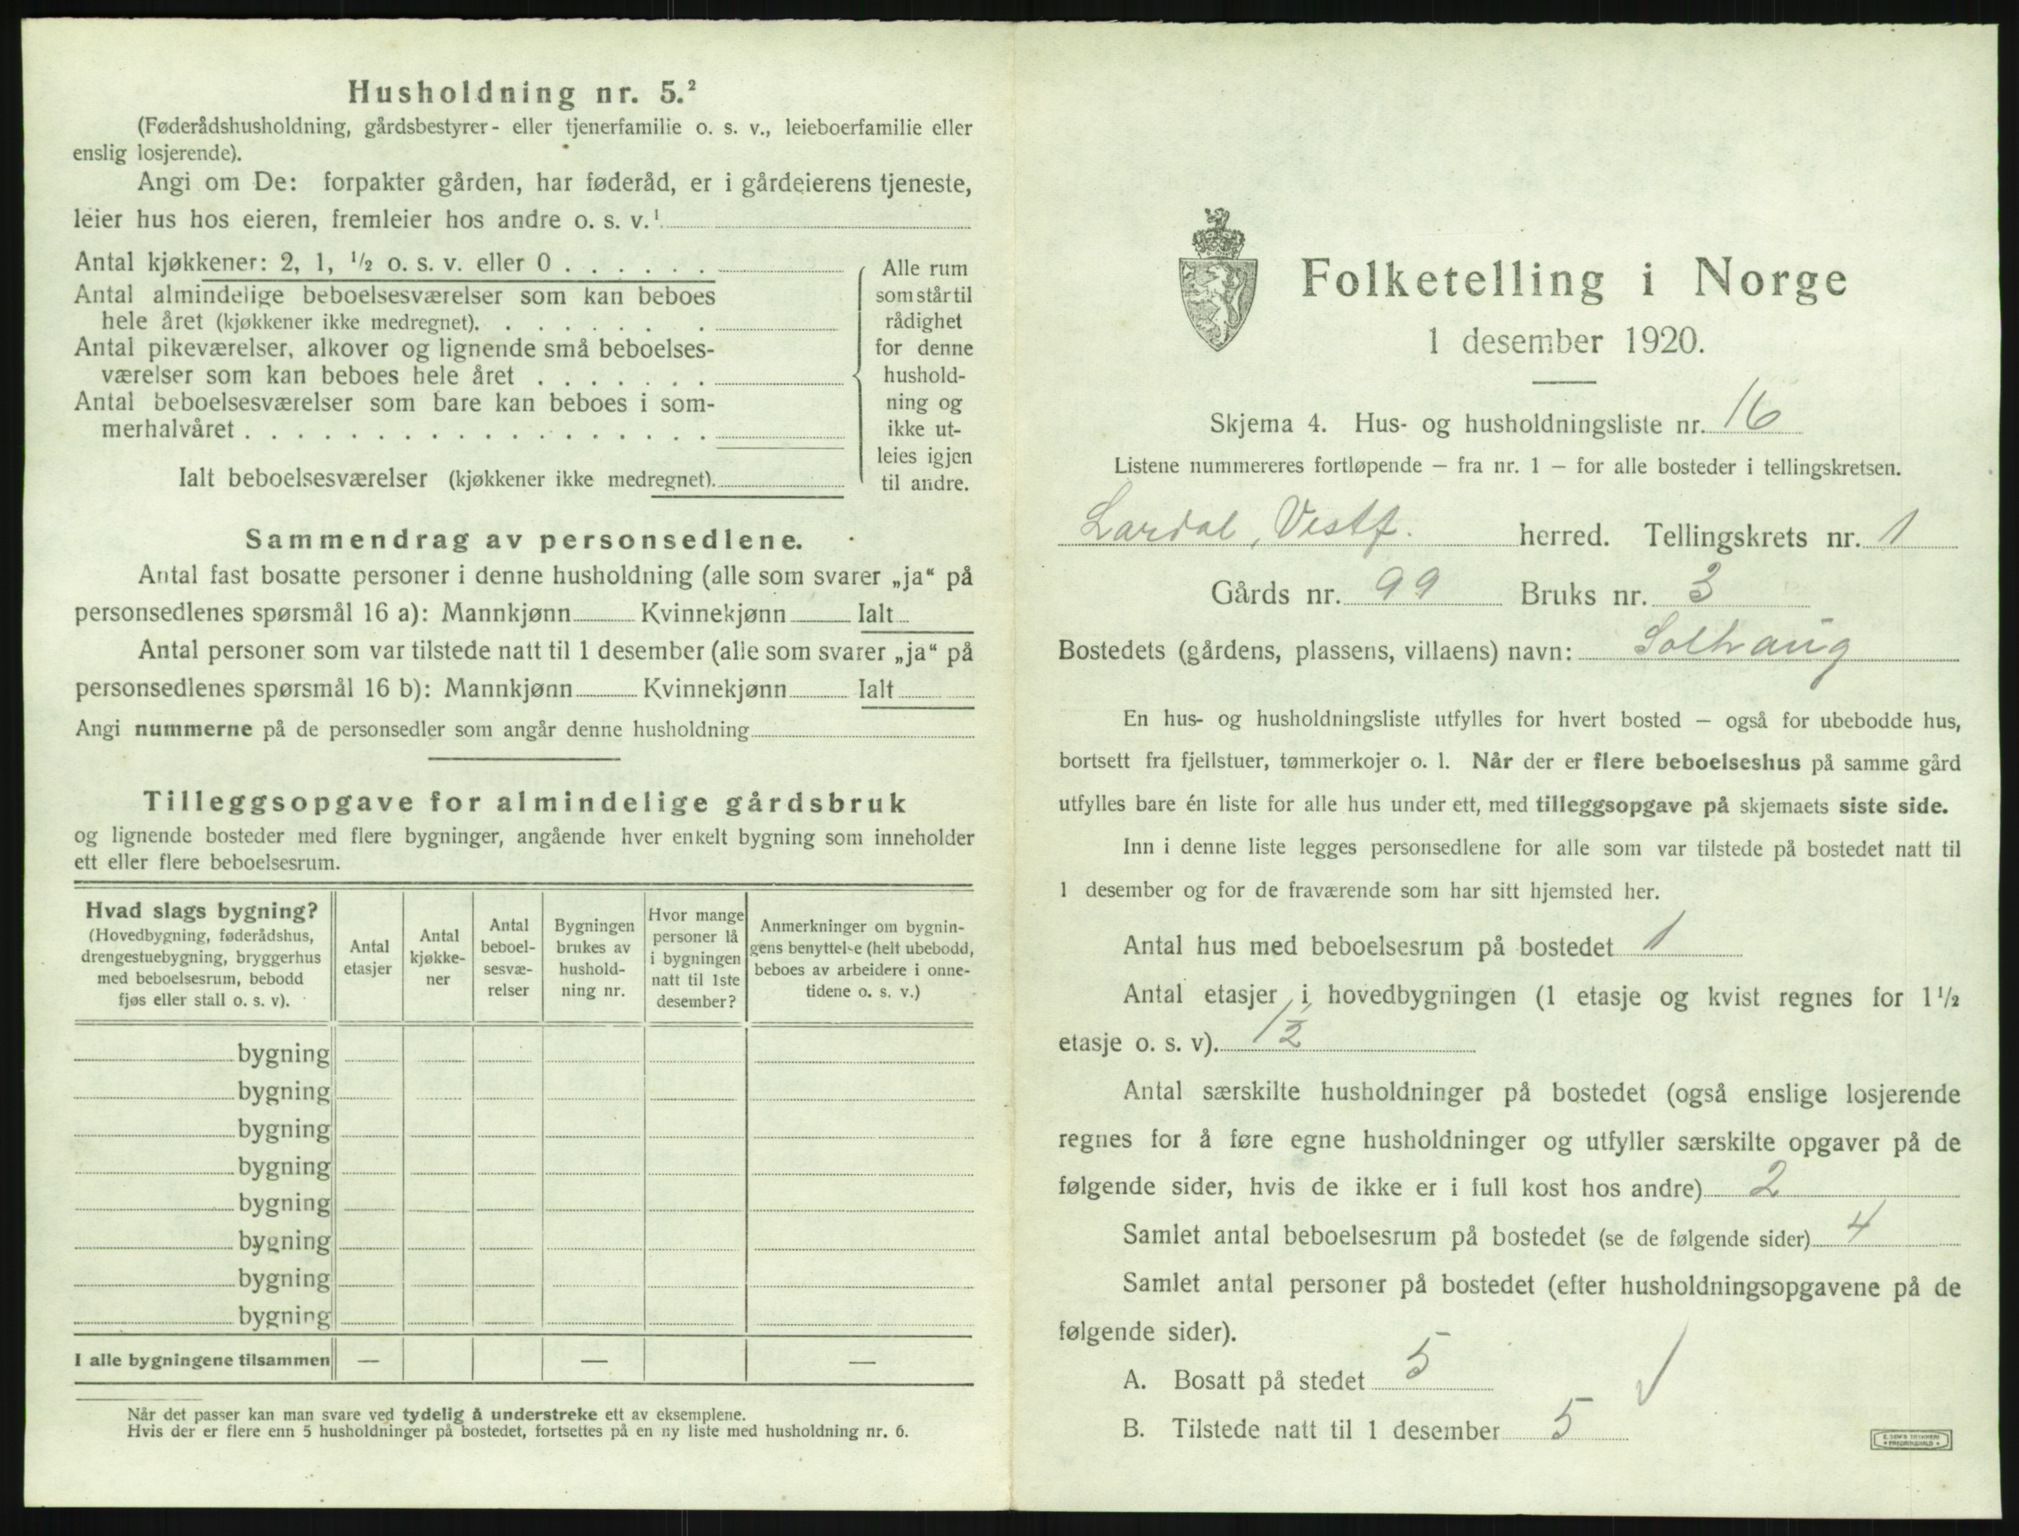 Husholdning nr. 5.²
(Føderådshusholdning, gårdsbestyrer- eller tjenerfamilie o. s. v., leieboerfamilie eller
enslig losjerende).
Angi om De: forpakter gården, har føderåd, er i gårdeierens tjeneste,
leier hus hos eieren, fremleier hos andre o. s. v.¹
Antal kjøkkener: 2, 1, ½ o. s. v. eller 0 . . . . . .
Antal almindelige beboelsesværelser som kan beboes
hele året (kjøkkener ikke medregnet). . . . . . . . .
Antal pikeværelser, alkover og lignende små beboelses-
værelser som kan beboes hele året . . . . . . .
Antal beboelsesværelser som bare kan beboes i som-
merhalvåret . . . . . . . . . . . . . . . . . .
Ialt beboelsesværelser (kjøkkener ikke medregnet).
Alle rum
som står til
rådighet
for denne
hushold-
ning og
ikke ut-
leies igjen
til andre.
Sammendrag av personsedlene.
Antal fast bosatte personer i denne husholdning (alle som svarer „ja“ på
personsedlenes spørsmål 16 a): Mannkjønn Kvinnekjønn Ialt
Antal personer som var tilstede natt til 1 desember (alle som svarer „ja“ på
personsedlenes spørsmål 16 b): Mannkjønn Kvinnekjønn Ialt
Angi nummerne på de personsedler som angår denne husholdning
Tilleggsopgave for almindelige gårdsbruk
og lignende bosteder med flere bygninger, angående hver enkelt bygning som inneholder
ett eller flere beboelsesrum.
Hvad slags bygning?
(Hovedbygning, føderådshus,
drengestuebygning, bryggerhus
med beboelsesrum, bebodd
fjøs eller stall o. s. v).
Antal
etasjer
Antal
kjøkke-
ner
Antal
beboel-
sesvæ-
relser
Bygningen
brukes av
hushold-
ning nr.
Hvor mange
personer lå
i bygningen
natt til 1ste
desember?
Anmerkninger om bygnin-
gens benyttelse (helt ubebodd,
beboes av arbeidere i onne-
tidene o. s. v.)
bygning
bygning
bygning
bygning
bygning
bygning
bygning
bygning
I alle bygningene tilsammen — — —
Når det passer kan man svare ved tydelig å understreke ett av eksemplene.
Hvis der er flere enn 5 husholdninger på bostedet, fortsettes på en ny liste med husholdning nr. 6.
Folketelling i Norge
1 desember 1920.
Skjema 4. Hus- og husholdningsliste nr. 16
Listene nummereres fortløpende — fra nr. 1 — for alle bosteder i tellingskretsen.
Lardal, Vestf. herred. Tellingskrets nr. 1
Gårds nr. 99 Bruks nr. 3
Bostedets (gårdens, plassens, villaens) navn: Solhaug
En hus- og husholdningsliste utfylles for hvert bosted — også for ubebodde hus,
bortsett fra fjellstuer, tømmerkojer o. l. Når der er flere beboelseshus på samme gård
utfylles bare én liste for alle hus under ett, med tilleggsopgave på skjemaets siste side.
Inn i denne liste legges personsedlene for alle som var tilstede på bostedet natt til
1 desember og for de fraværende som har sitt hjemsted her.
Antal hus med beboelsesrum på bostedet 1
Antal etasjer i hovedbygningen (1 etasje og kvist regnes for 1½
etasje o. s. v). 1½
Antal særskilte husholdninger på bostedet (også enslige losjerende
regnes for å føre egne husholdninger og utfyller særskilte opgaver på de
følgende sider, hvis de ikke er i full kost hos andre) 2
Samlet antal beboelsesrum på bostedet (se de følgende sider) 4
Samlet antal personer på bostedet (efter husholdningsopgavene på de
følgende sider).
A. Bosatt på stedet 5
B. Tilstede natt til 1 desember 5